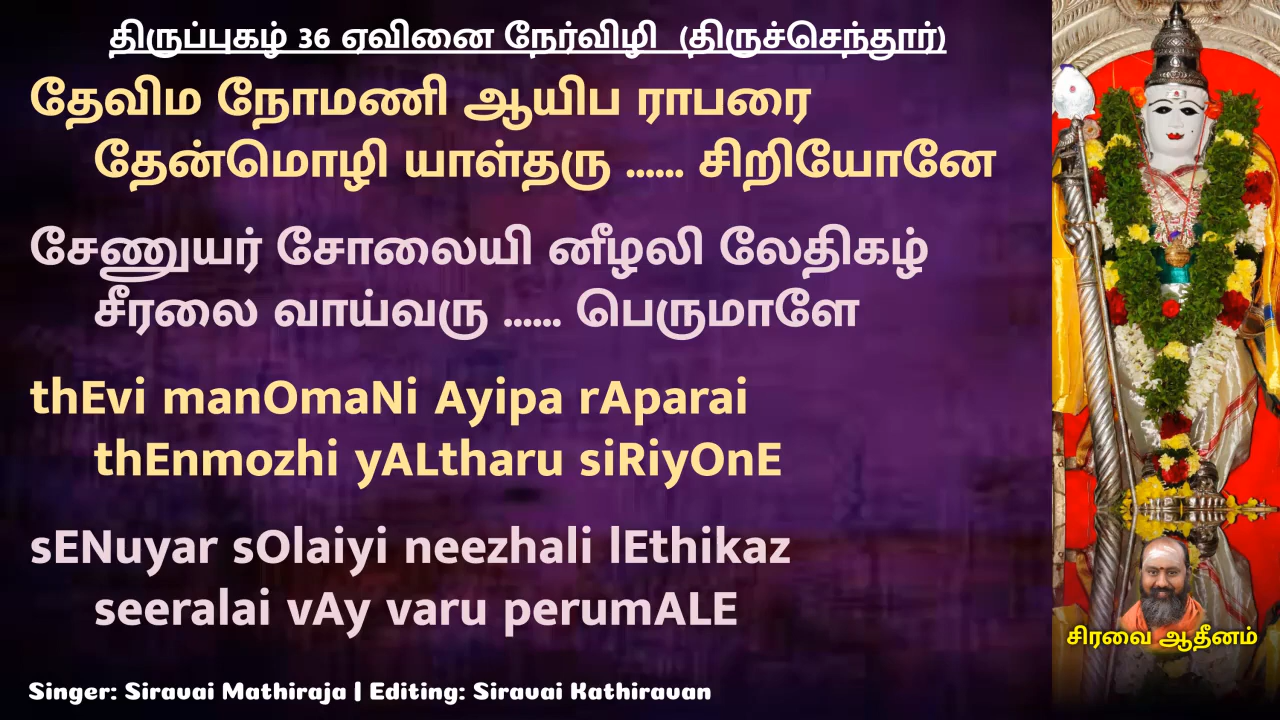 திருப்புகழ் 36 ஏவினை நேர்விழி (திருச்செந்தூர்)
தேவிம நோமணி ஆயிப ராபரை
தேன்மொழி யாள்தரு ...... சிறியோனே
சேணுயர் சோலையி னீழலி லேதிகழ்
சீரலை வாய்வரு ...... பெருமாளே
thEvi manOmaNi Ayipa rAparai
thEnmozhi yALtharu siRiyOnE
sENuyar sOlaiyi neezhali lEthikaz
seeralai vAy varu perumALE
Singer: Siravai Mathiraja | Editing: Siravai Kathiravan
சிரவை ஆதீனம்